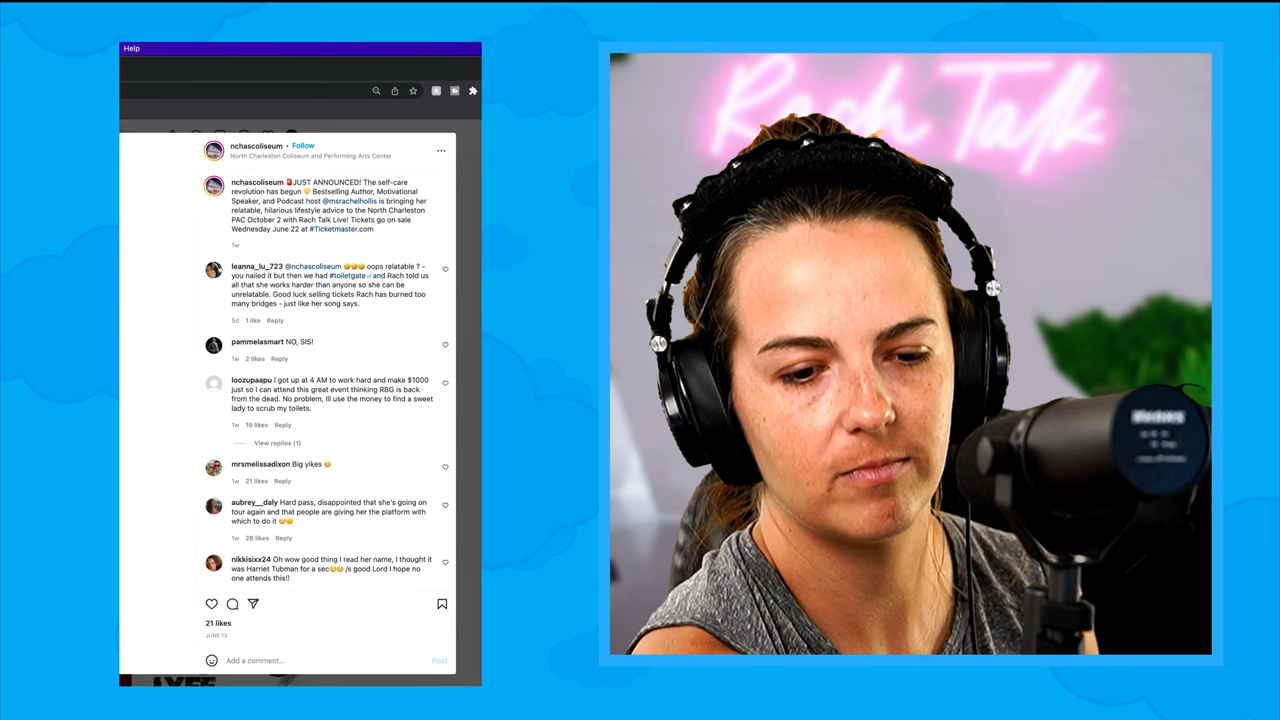 Help
nchascoliseum • Follow
North Charleston Coliseum and Performing Arts Center
nchascoliseum 🚨JUST ANNOUNCED! The self-care
revolution has begun 💛 Bestselling Author, Motivational
Speaker, and Podcast host @msrachelhollis is bringing her
relatable, hilarious lifestyle advice to the North Charleston
PAC October 2 with Rach Talk Live! Tickets go on sale
Wednesday June 22 at #Ticketmaster.com
1w
leanna_lu_723 @nchascoliseum 🤣🤣🤣 oops relatable ? -
you nailed it but then we had #toiletgate🚽and Rach told us
all that she works harder than anyone so she can be
unrelatable. Good luck selling tickets Rach has burned too
many bridges - just like her song says.
5d 1 like Reply
pammelasmart NO, SIS!
1w 2 likes Reply
loozupaapu I got up at 4 AM to work hard and make $1000
just so I can attend this great event thinking RBG is back
from the dead. No problem, Ill use the money to find a sweet
lady to scrub my toilets.
1w 19 likes Reply
View replies (1)
mrsmelissadixon Big yikes 😬
1w 21 likes Reply
aubrey__daly Hard pass, disappointed that she's going on
tour again and that people are giving her the platform with
which to do it
1w 26 likes Reply
nikkisixx24 Oh wow good thing I read her name, I thought it
was Harriet Tubman for a sec /s good Lord I hope no
one attends this!!
21 likes
JUNE 13
Add a comment...
Post
Rach Talk